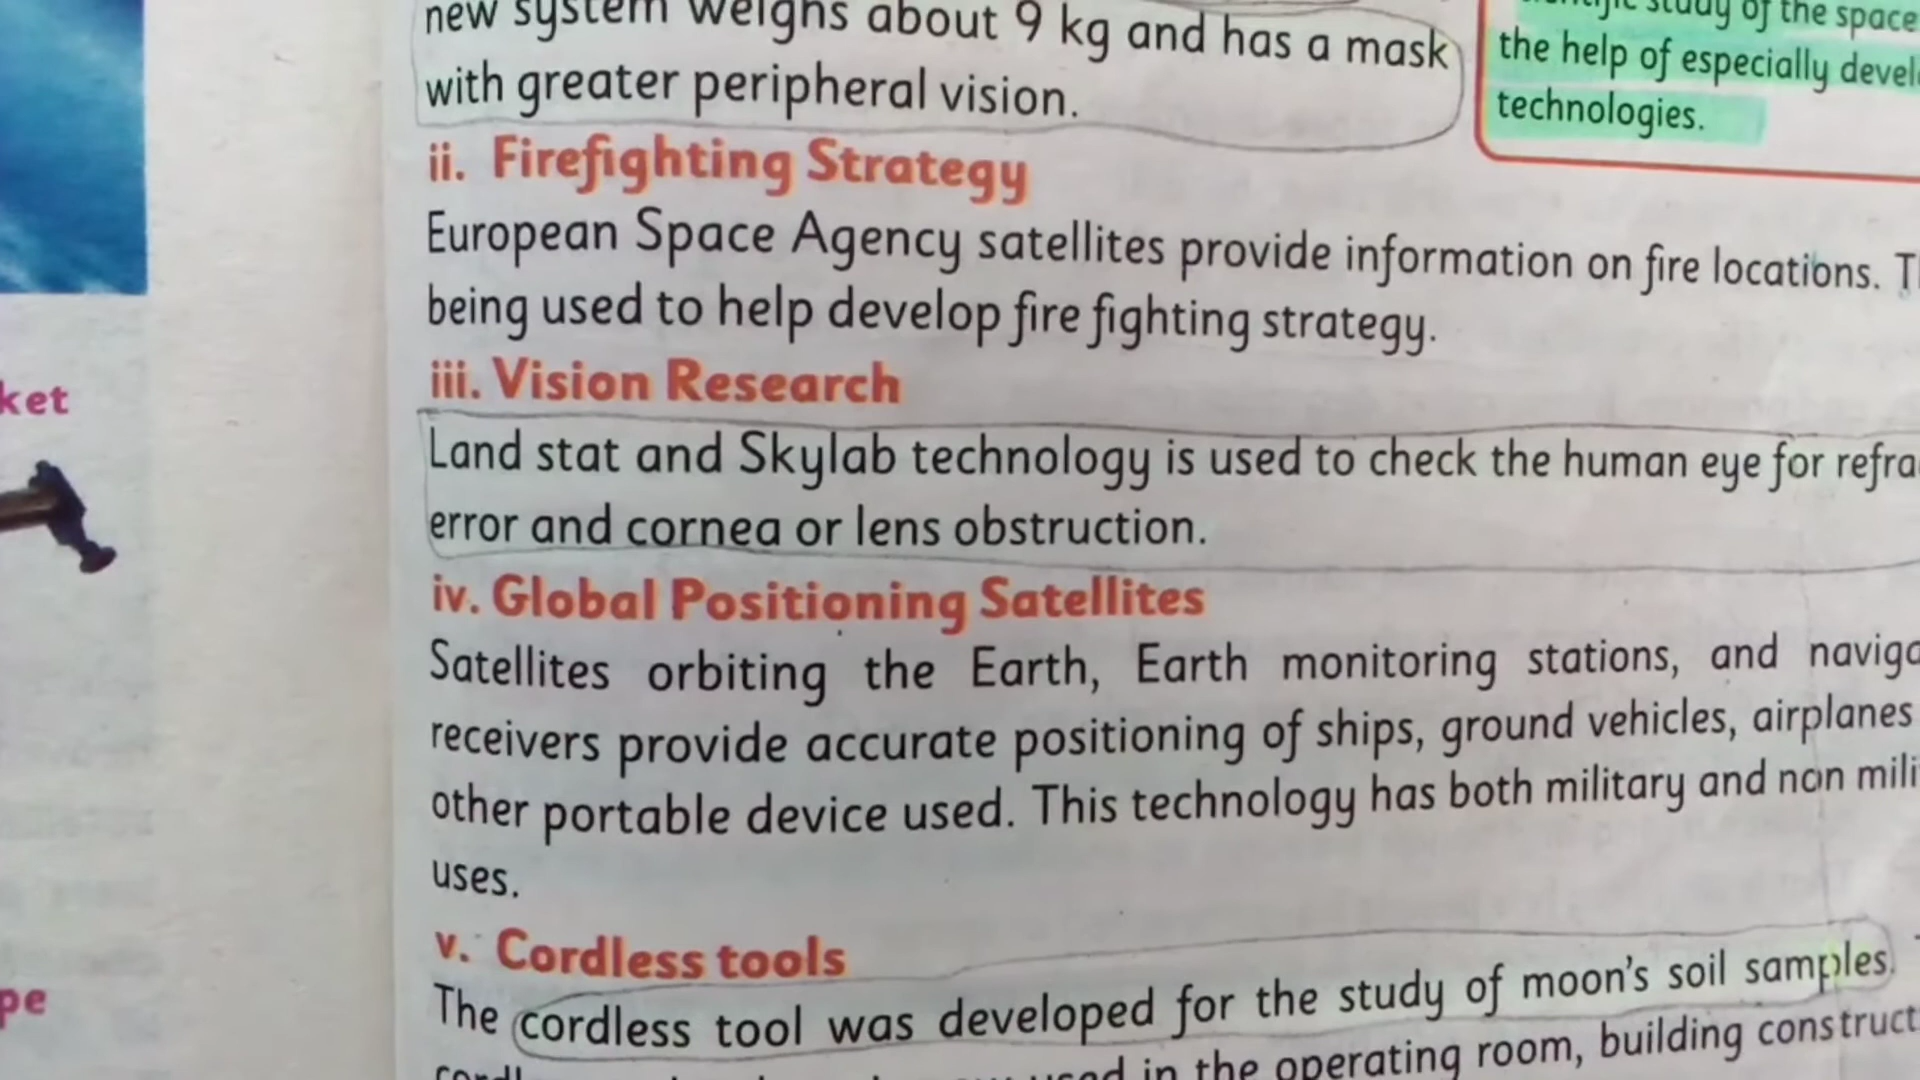 new system weighs about 9 kg and has a mask
with greater peripheral vision.
study of the space
the help of especially
technologies.
ii. Firefighting Strategy
European Space Agency satellites provide information on fire locations.
being used to help develop fire fighting strategy.
iii. Vision Research
Land stat and Skylab technology is used to check the human eye for
error and cornea or lens obstruction.
iv. Global Positioning Satellites
Satellites orbiting the Earth, Earth monitoring stations, and
receivers provide accurate positioning of ships, ground vehicles, airplanes
other portable device used. This technology has both military and non
uses.
v. Cordless tools
The cordless tool was developed for the study of moon's soil samples.
in the operating room, building
ket
pe